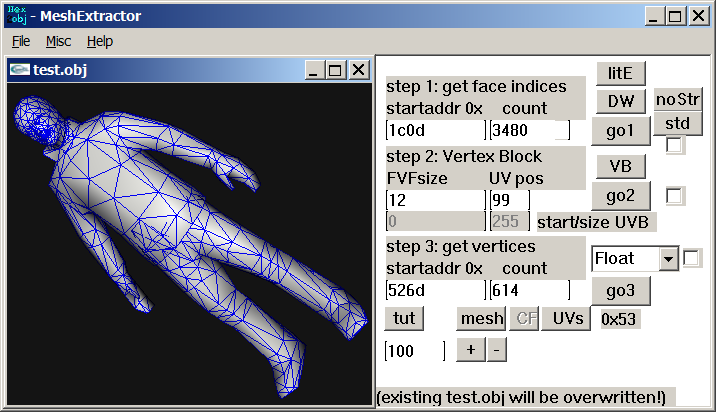 Hex
obj - MeshExtractor
File Misc Help
test.obj
litE
step 1: get face indices
startaddr 0x count
DW
noStr
1c0d 3480
go1
std
step 2: Vertex Block
FVFsize UV pos
VB
12 99
go2
0 255 start/size UVB
step 3: get vertices
startaddr 0x count
Float
526d 614
go3
tut mesh CF UVs 0x53
100 + -
(existing test.obj will be overwritten!)